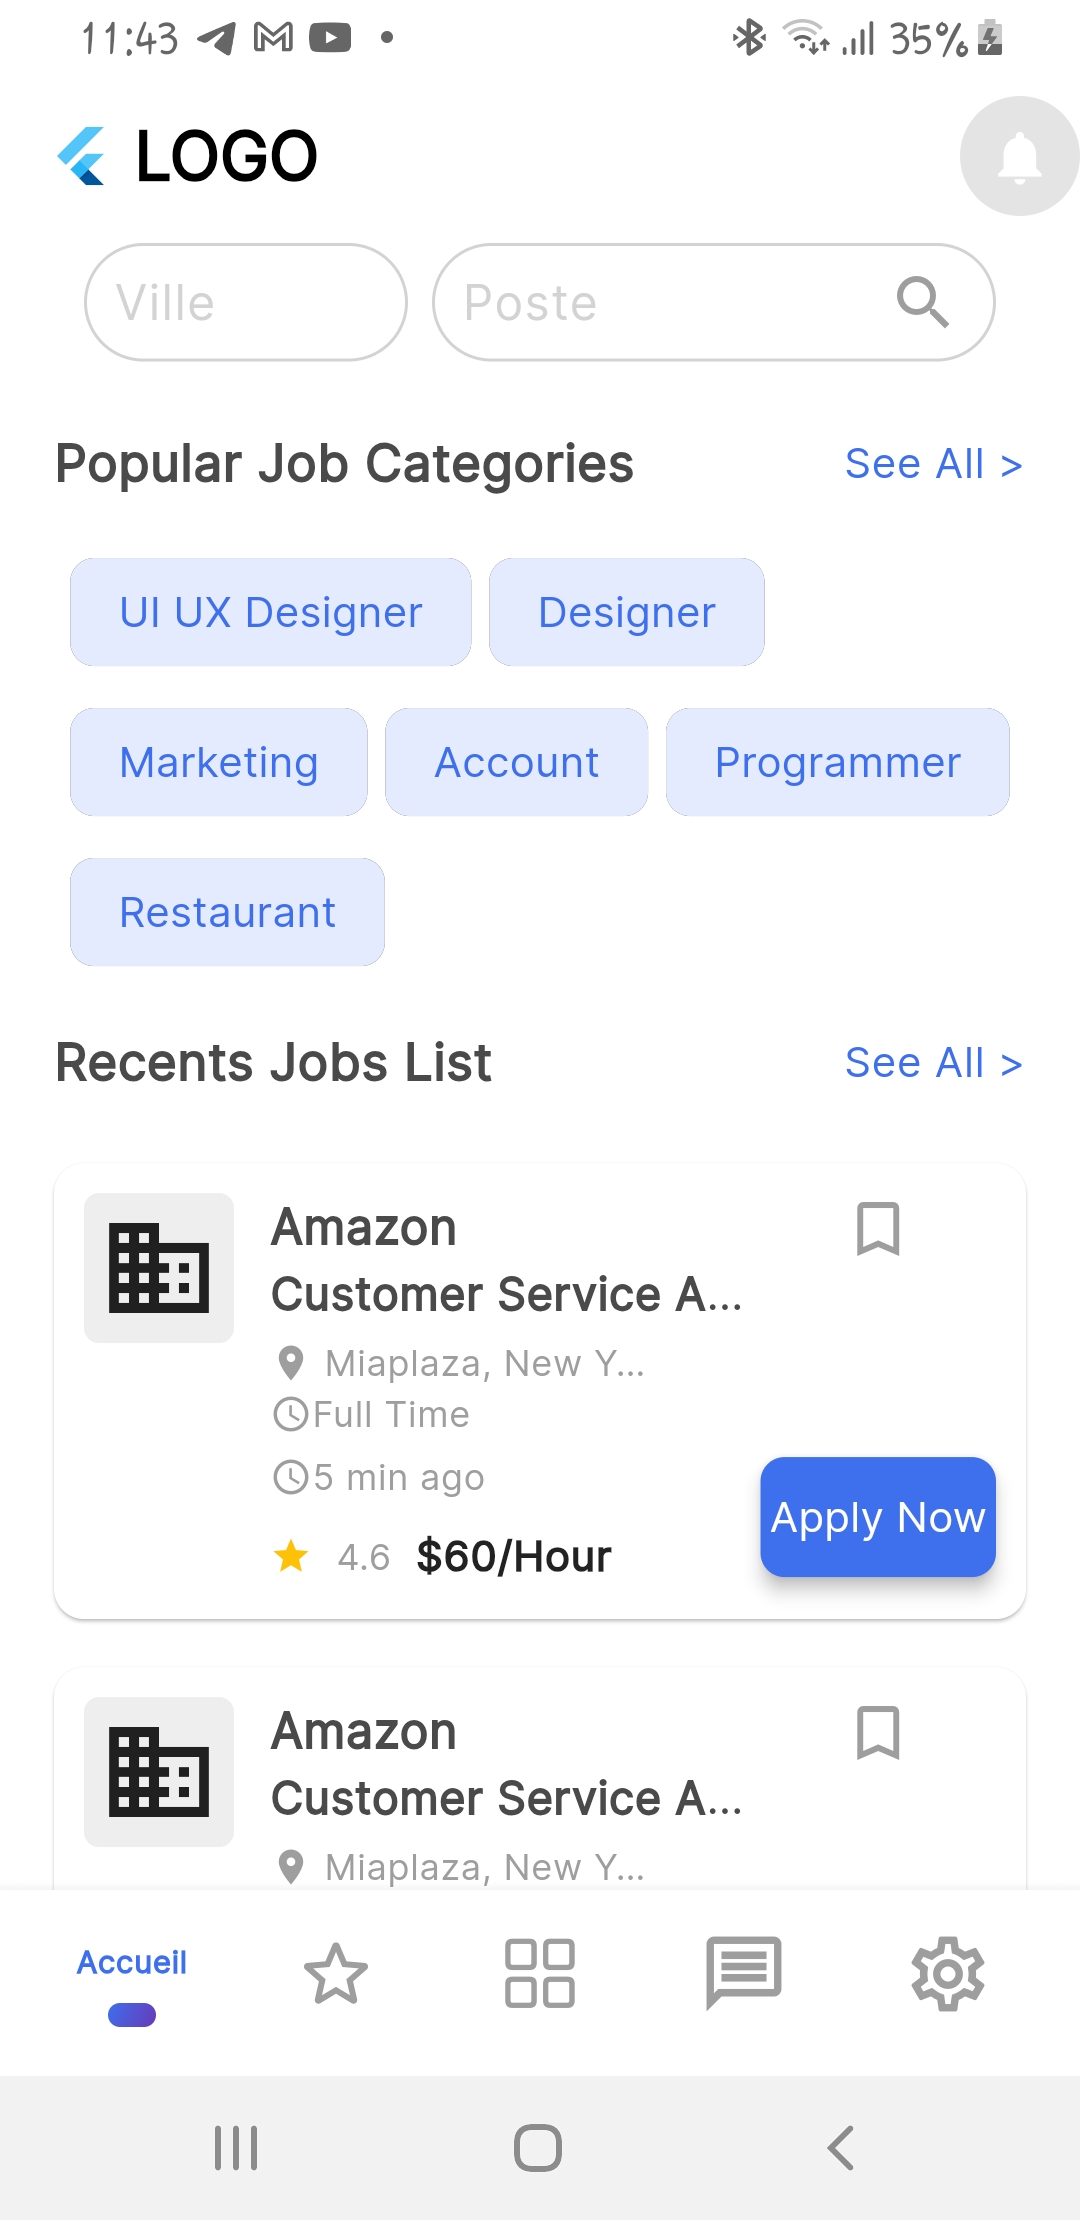 11:43 35%
LOGO
Ville Poste
Popular Job Categories See All >
UI UX Designer Designer
Marketing Account Programmer
Restaurant
Recents Jobs List See All >
Amazon
Customer Service A...
Miaplaza, New Y...
Full Time
5 min ago
Apply Now
4.6 $60/Hour
Amazon
Customer Service A...
Miaplaza, New Y...
Accueil